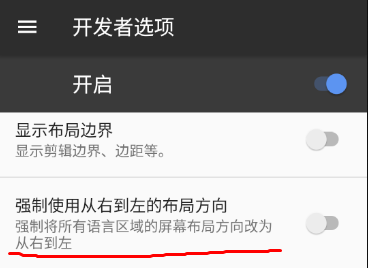 开发者选项
开启
显示布局边界
显示剪辑边界、边距等。
强制使用从右到左的布局方向
强制将所有语言区域的屏幕布局方向改为
从右到左